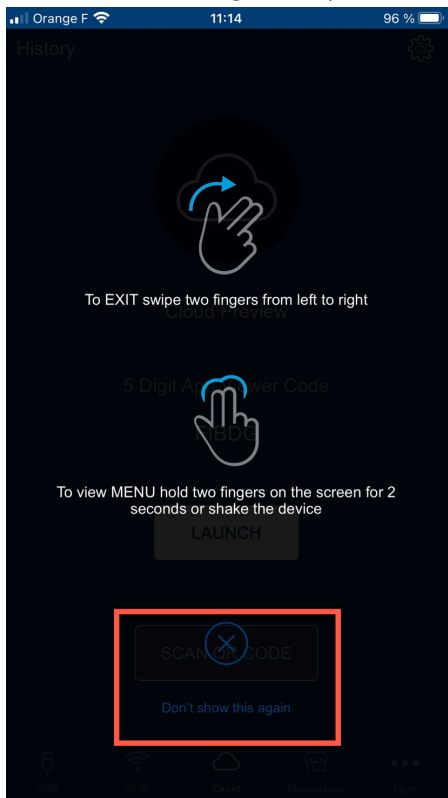 Orange F
11:14
96 %
History
To EXIT swipe two fingers from left to right
Cloud Preview
5 Digit App Viewer Code
To view MENU hold two fingers on the screen for 2
seconds or shake the device
LAUNCH
SCAN QR CODE
Don't show this again
USB
Wi-Fi
Cloud
Marketplace
More